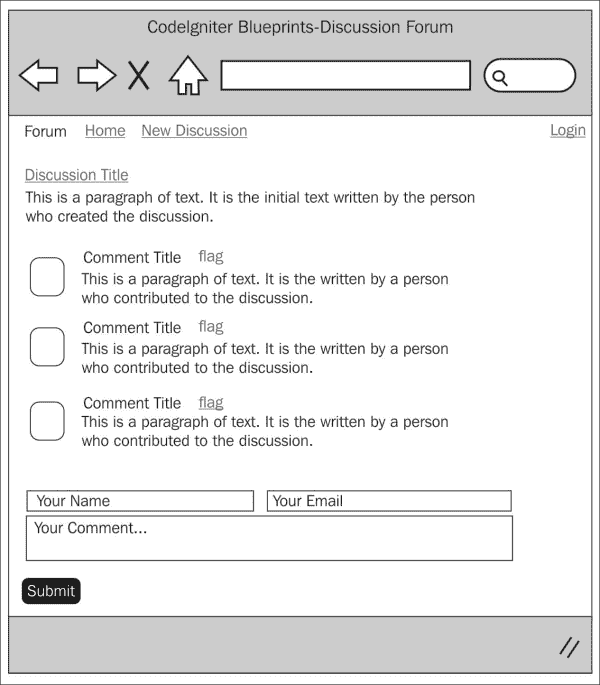 CodeIgniter Blueprints-Discussion Forum
Forum Home New Discussion Login
Discussion Title
This is a paragraph of text. It is the initial text written by the person
who created the discussion.
Comment Title flag
This is a paragraph of text. It is the written by a person
who contributed to the discussion.
Comment Title flag
This is a paragraph of text. It is the written by a person
who contributed to the discussion.
Comment Title flag
This is a paragraph of text. It is the written by a person
who contributed to the discussion.
Your Name Your Email
Your Comment...
Submit